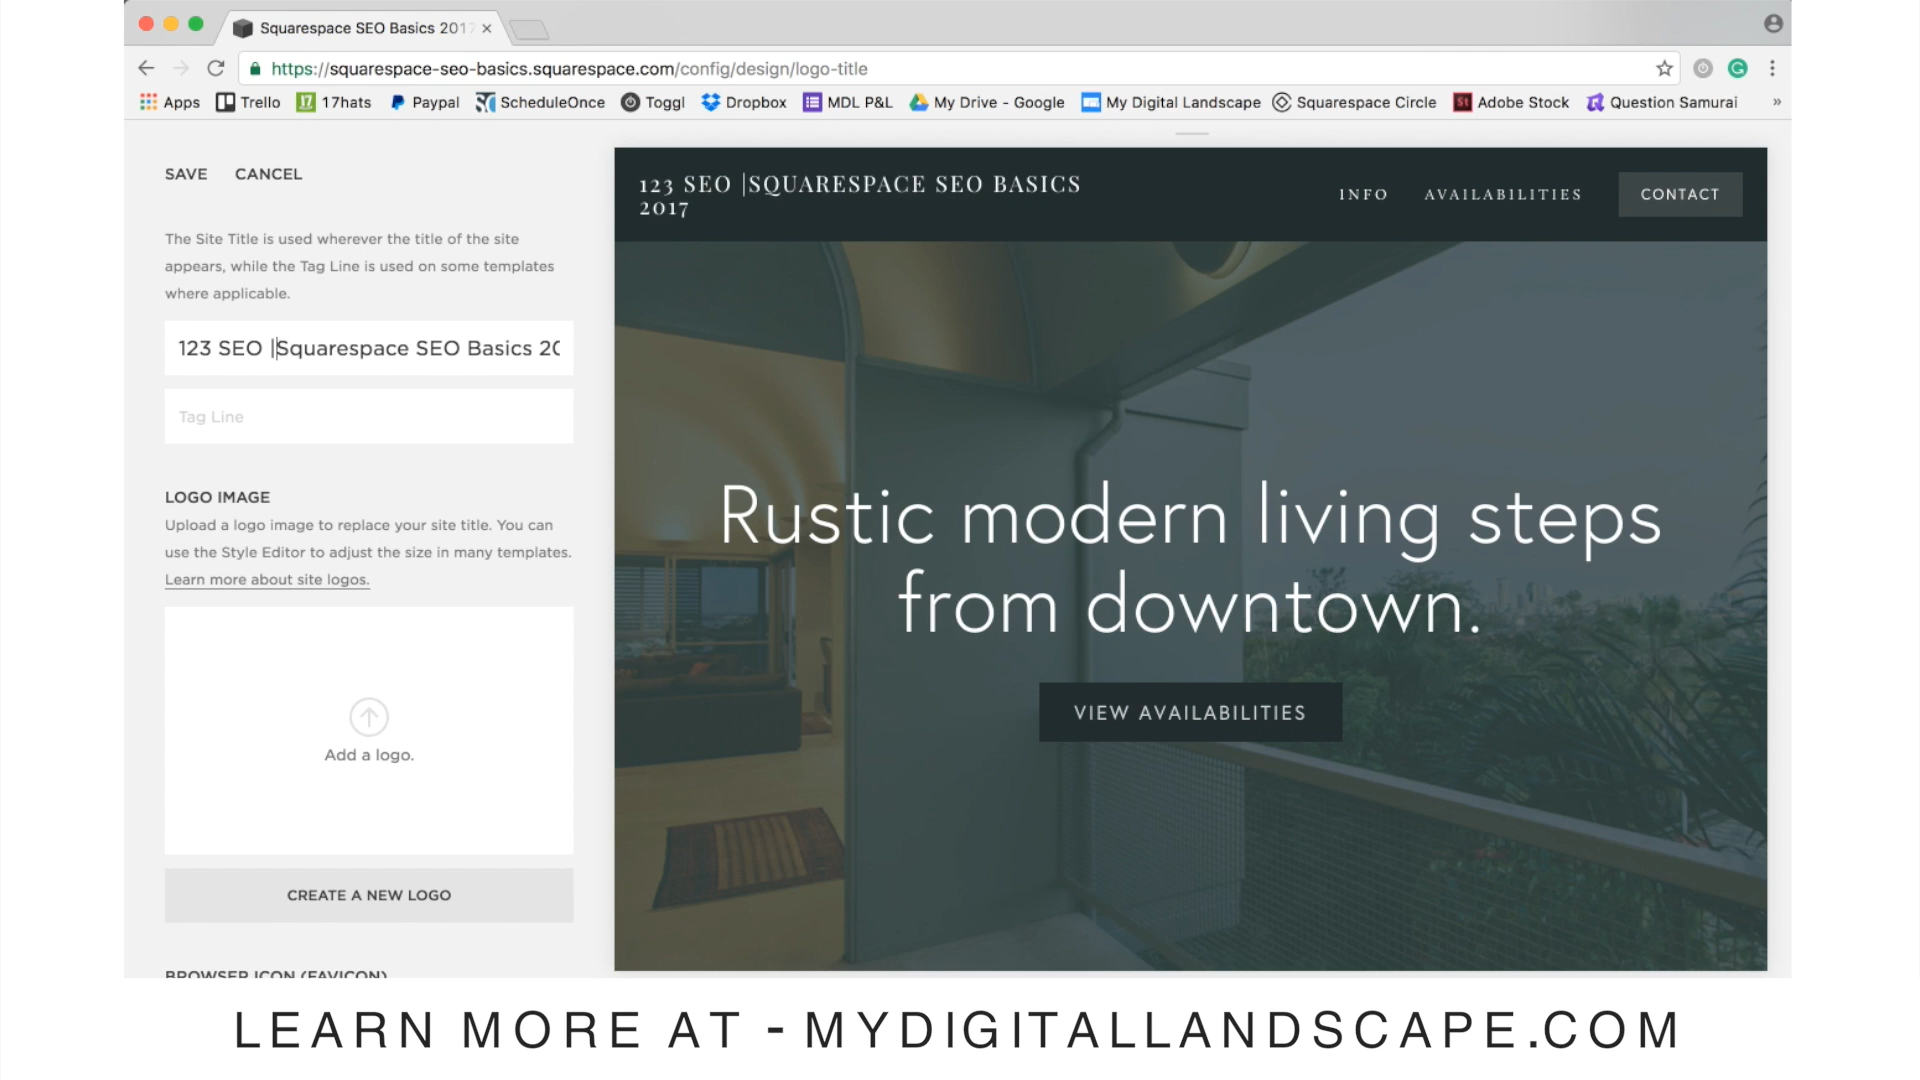 Squarespace SEO Basics 2017
https://squarespace-seo-basics.squarespace.com/config/design/logo-title
Apps Trello 17hats Paypal ScheduleOnce Toggl Dropbox MDL P&L My Drive - Google My Digital Landscape Squarespace Circle Adobe Stock Question Samurai »
SAVE CANCEL
The Site Title is used wherever the title of the site
appears, while the Tag Line is used on some templates
where applicable.
123 SEO |Squarespace SEO Basics 20
Tag Line
LOGO IMAGE
Upload a logo image to replace your site title. You can
use the Style Editor to adjust the size in many templates.
Learn more about site logos.
Add a logo.
CREATE A NEW LOGO
BROWSER ICON (FAVICON)
123 SEO |SQUARESPACE SEO BASICS
2017
INFO AVAILABILITIES CONTACT
Rustic modern living steps
from downtown.
VIEW AVAILABILITIES
LEARN MORE AT - MYDIGITALLANDSCAPE.COM